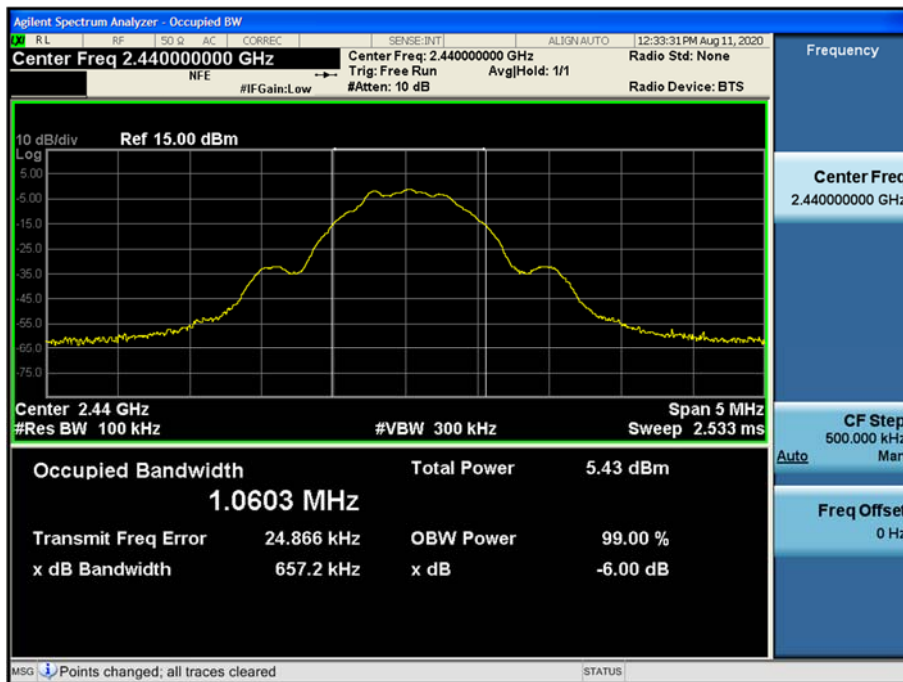 Agilent Spectrum Analyzer - Occupied BW
LXI RL RF 50 Ω AC CORREC SENSE:INT ALIGN AUTO 12:33:31 PM Aug 11, 2020
Center Freq 2.440000000 GHz
Center Freq: 2.440000000 GHz
Radio Std: None
NFE
Trig: Free Run
Avg|Hold: 1/1
#IFGain:Low
#Atten: 10 dB
Radio Device: BTS
10 dB/div
Ref 15.00 dBm
Log
5.00
-5.00
-15.0
-25.0
-35.0
-45.0
-55.0
-65.0
-75.0
Center 2.44 GHz
Span 5 MHz
#Res BW 100 kHz
#VBW 300 kHz
Sweep 2.533 ms
Occupied Bandwidth
Total Power 5.43 dBm
1.0603 MHz
Transmit Freq Error 24.866 kHz
OBW Power 99.00 %
x dB Bandwidth 657.2 kHz
x dB -6.00 dB
Frequency
Center Freq
2.440000000 GHz
CF Step
500.000 kHz
Auto Man
Freq Offset
0 Hz
MSG Points changed; all traces cleared
STATUS